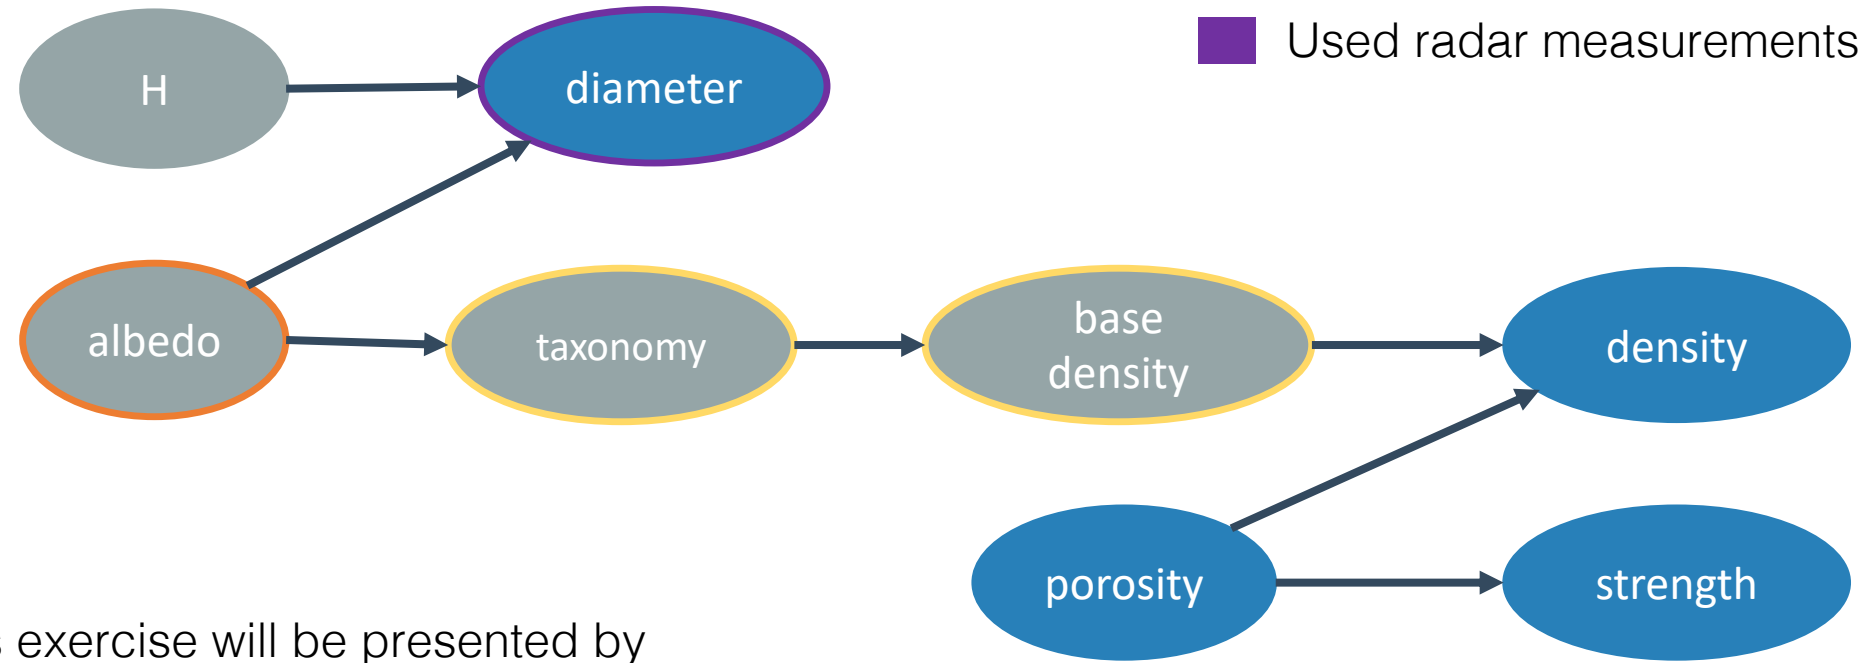 H
diameter
Used radar measurements
albedo
taxonomy
base
density
density
porosity
strength
exercise will be presented by